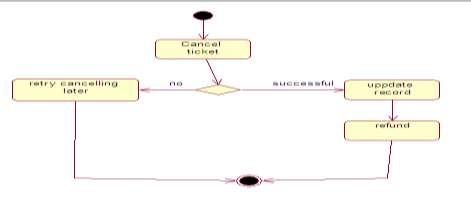 Cancel
ticket
no
successful
retry cancelling
later
uppdate
record
refund